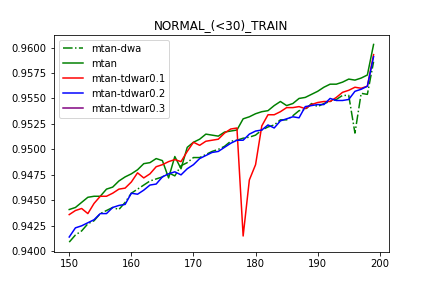 NORMAL_(<30)_TRAIN
mtan-dwa
mtan
mtan-tdwar0.1
mtan-tdwar0.2
mtan-tdwar0.3
0.9600
0.9575
0.9550
0.9525
0.9500
0.9475
0.9450
0.9425
0.9400
150 160 170 180 190 200